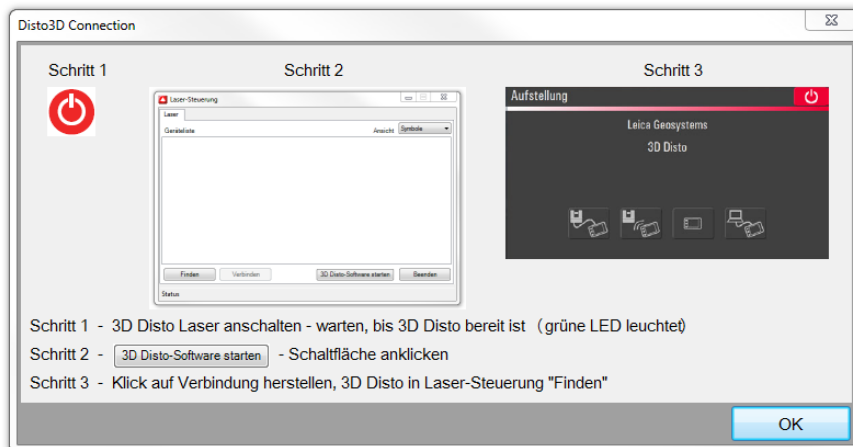 Disto3D Connection
Schritt 1
Schritt 2
Schritt 3
Laser-Steuerung
Laser
Geräteliste
Ansicht
Symbole
Finden
Verbinden
3D Disto-Software starten
Beenden
Status
Aufstellung
Leica Geosystems
3D Disto
Schritt 1 - 3D Disto Laser anschalten - warten, bis 3D Disto bereit ist (grüne LED leuchtet)
Schritt 2 - 3D Disto-Software starten - Schaltfläche anklicken
Schritt 3 - Klick auf Verbindung herstellen, 3D Disto in Laser-Steuerung "Finden"
OK